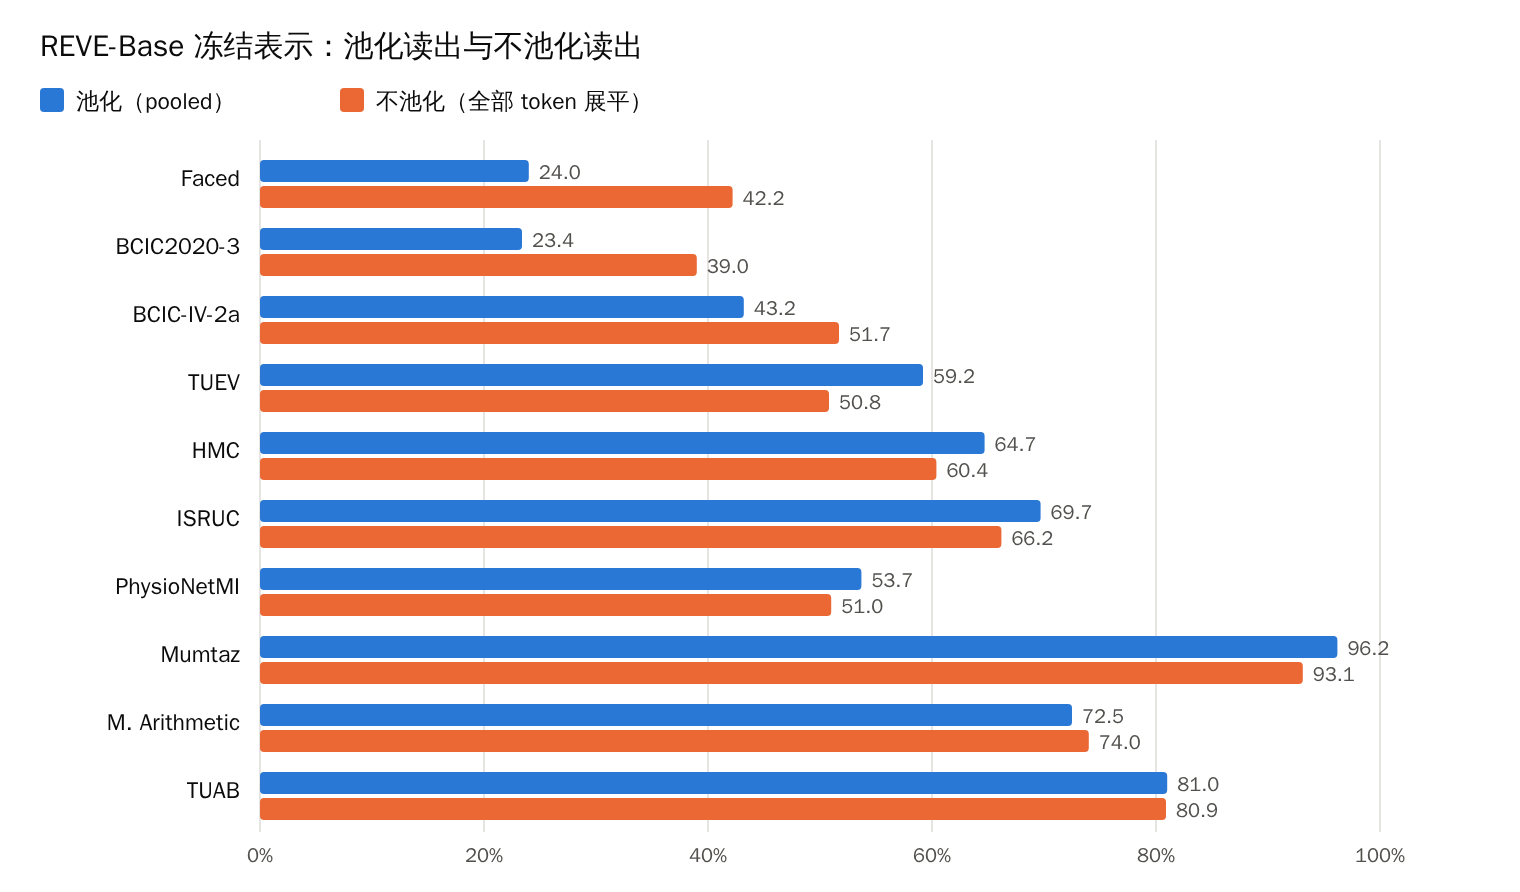 REVE-Base 冻结表示：池化读出与不池化读出
池化（pooled） 不池化（全部 token 展平）
Faced 24.0
42.2
BCIC2020-3 23.4
39.0
BCIC-IV-2a 43.2
51.7
TUEV 59.2
50.8
HMC 64.7
60.4
ISRUC 69.7
66.2
PhysioNetMI 53.7
51.0
Mumtaz 96.2
93.1
M. Arithmetic 72.5
74.0
TUAB 81.0
80.9
0% 20% 40% 60% 80% 100%